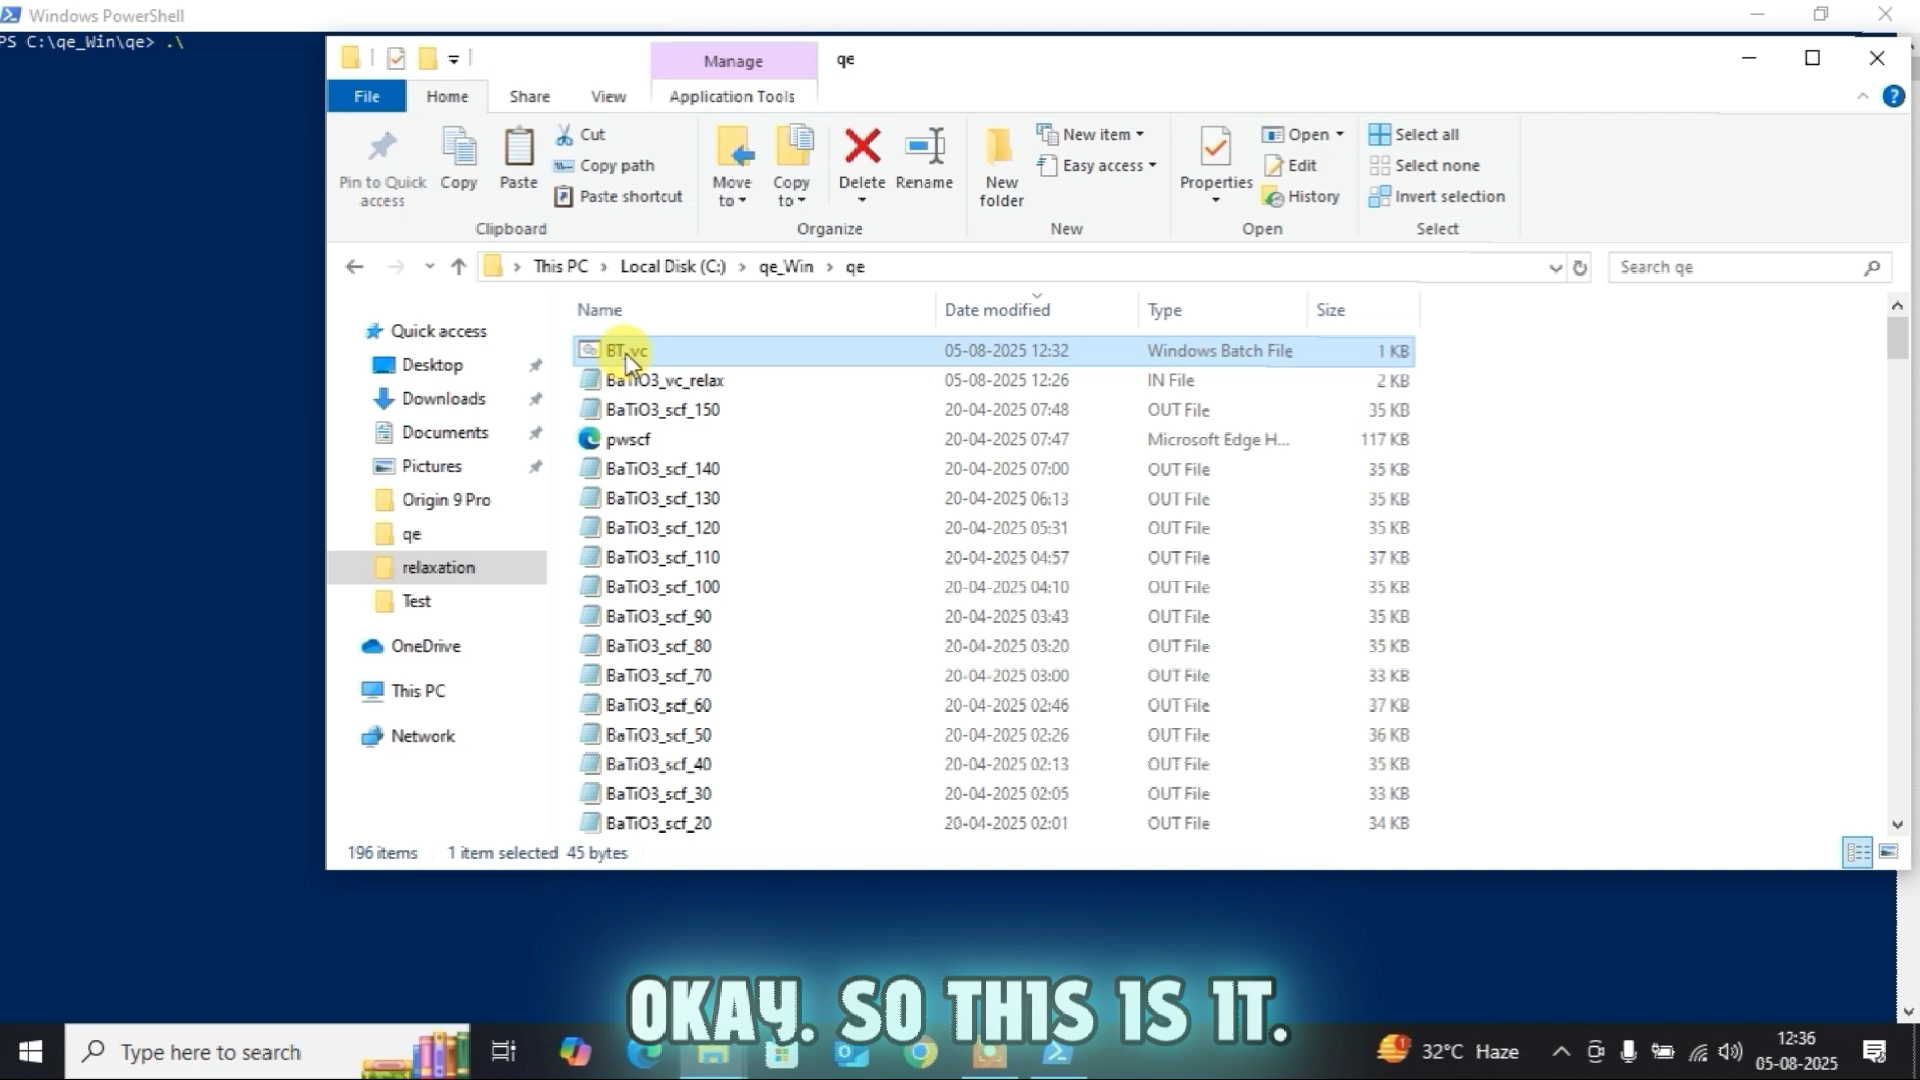 Windows PowerShell
PS C:\qe_Win\qe> .\
Manage
qe
File
Home
Share
View
Application Tools
Pin to Quick access
Copy
Paste
Cut
Copy path
Paste shortcut
Move to
Copy to
Delete
Rename
New folder
New item
Easy access
Properties
Open
Edit
History
Select all
Select none
Invert selection
Clipboard
Organize
New
Open
Select
This PC > Local Disk (C:) > qe_Win > qe
Search qe
Quick access
Desktop
Downloads
Documents
Pictures
Origin 9 Pro
qe
relaxation
Test
OneDrive
This PC
Network
Name Date modified Type Size
BT_vc 05-08-2025 12:32 Windows Batch File 1 KB
BaTiO3_vc_relax 05-08-2025 12:26 IN File 2 KB
BaTiO3_scf_150 20-04-2025 07:48 OUT File 35 KB
pwscf 20-04-2025 07:47 Microsoft Edge H... 117 KB
BaTiO3_scf_140 20-04-2025 07:00 OUT File 35 KB
BaTiO3_scf_130 20-04-2025 06:13 OUT File 35 KB
BaTiO3_scf_120 20-04-2025 05:31 OUT File 35 KB
BaTiO3_scf_110 20-04-2025 04:57 OUT File 37 KB
BaTiO3_scf_100 20-04-2025 04:10 OUT File 35 KB
BaTiO3_scf_90 20-04-2025 03:43 OUT File 35 KB
BaTiO3_scf_80 20-04-2025 03:20 OUT File 35 KB
BaTiO3_scf_70 20-04-2025 03:00 OUT File 33 KB
BaTiO3_scf_60 20-04-2025 02:46 OUT File 37 KB
BaTiO3_scf_50 20-04-2025 02:26 OUT File 36 KB
BaTiO3_scf_40 20-04-2025 02:13 OUT File 35 KB
BaTiO3_scf_30 20-04-2025 02:05 OUT File 33 KB
BaTiO3_scf_20 20-04-2025 02:01 OUT File 34 KB
196 items 1 item selected 45 bytes
OKAY. SO THIS IS IT.
Type here to search
32°C Haze
12:36
05-08-2025